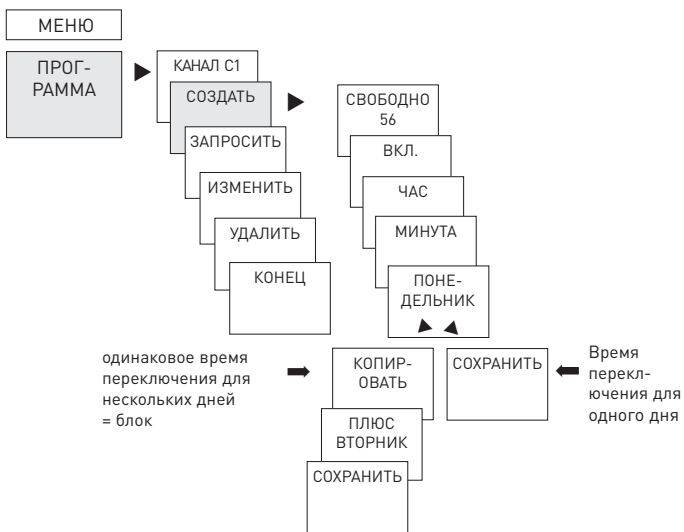 МЕНЮ
ПРОГ-
РАММА
КАНАЛ C1
СОЗДАТЬ
ЗАПРОСИТЬ
ИЗМЕНИТЬ
УДАЛИТЬ
КОНЕЦ
СВОБОДНО
56
ВКЛ.
ЧАС
МИНУТА
ПОНЕ-
ДЕЛЬНИК
одинаковое время
переключения для
нескольких дней
= блок
КОПИР-
ОВАТЬ
ПЛЮС
ВТОРНИК
СОХРАНИТЬ
СОХРАНИТЬ
Время
перекл-
ючения для
одного дня